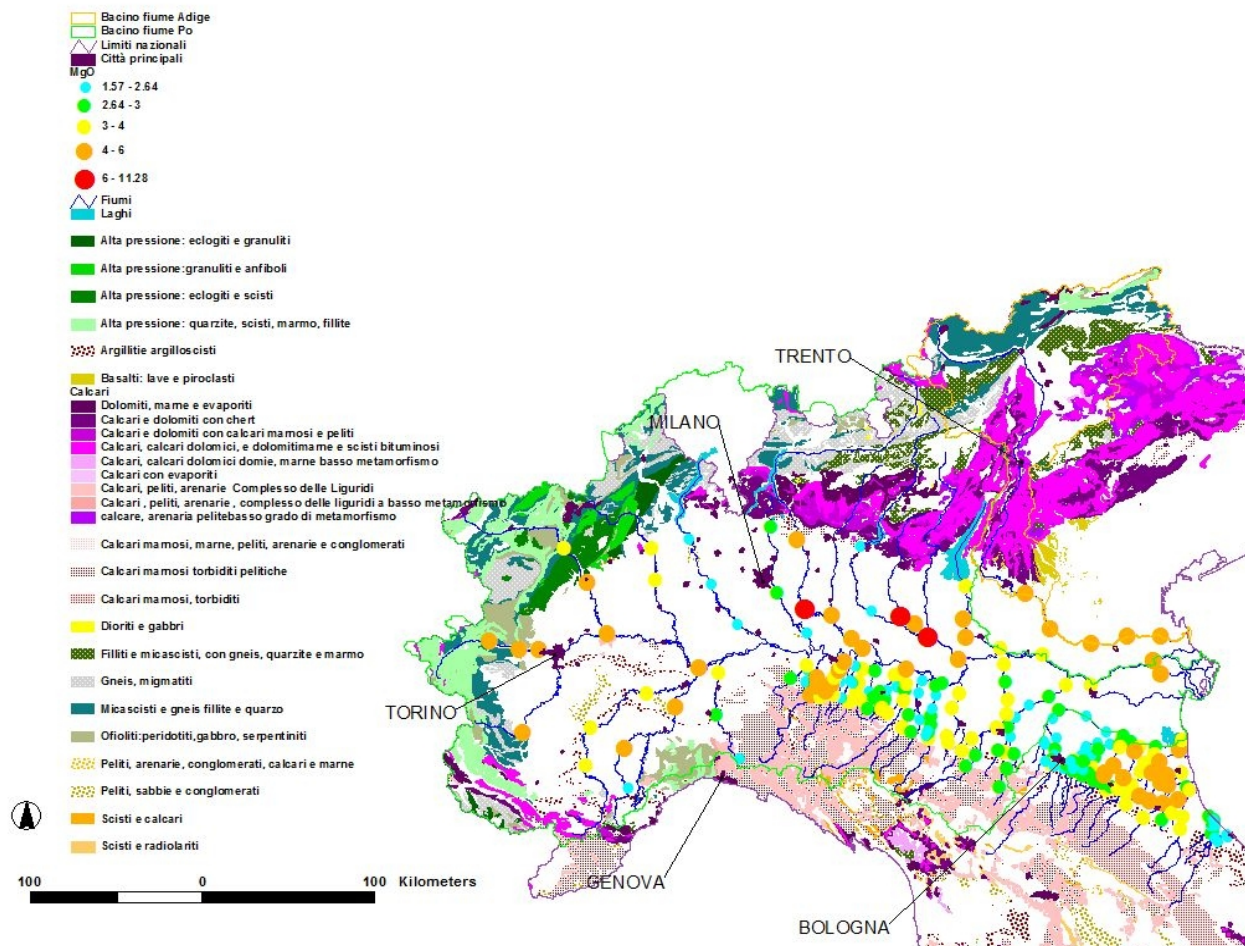 Bacino fiume Adige
Bacino fiume Po
Limiti nazionali
Città principali
MgO
1.57 - 2.64
2.64 - 3
3 - 4
4 - 6
6 - 11.28
Fiumi
Laghi
Alta pressione: eclogiti e granuliti
Alta pressione:granuliti e anfiboli
Alta pressione: eclogiti e scisti
Alta pressione: quarzite, scisti, marmo, fillite
Argillitie argilloscisti
Basalti: lave e piroclasti
Calcari
Dolomiti, marne e evaporiti
Calcari e dolomiti con chert
Calcari e dolomiti con calcari marnosi e peliti
Calcari, calcari dolomici, e dolomitimarne e scisti bituminosi
Calcari, calcari dolomici domie, marne basso metamorfismo
Calcari con evaporiti
Calcari, peliti, arenarie Complesso delle Liguridi
Calcari , peliti, arenarie , complesso delle liguridi a basso metamorfismo
calcare, arenaria pelitebasso grado di metamorfismo
Calcari marnosi, marne, peliti, arenarie e conglomerati
Calcari marnosi torbiditi pelitiche
Calcari marnosi, torbiditi
Dioriti e gabbri
Filliti e micascisti, con gneis, quarzite e marmo
Gneis, migmatiti
Micascisti e gneis fillite e quarzo
Ofioliti:peridotiti,gabbro, serpentiniti
Peliti, arenarie, conglomerati, calcari e marne
Peliti, sabbie e conglomerati
Scisti e calcari
Scisti e radiolariti
100 0 100 Kilometers
TRENTO
MILANO
TORINO
GENOVA
BOLOGNA